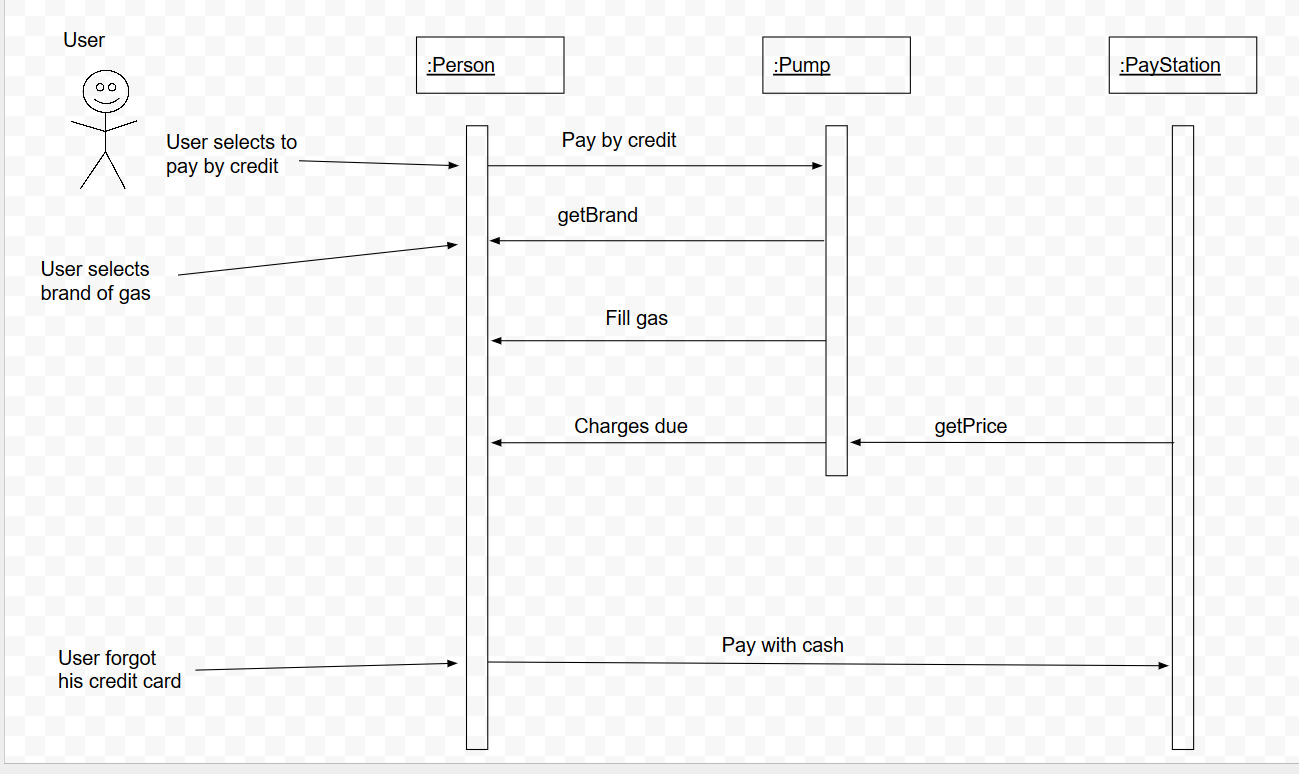 User
:Person
:Pump
:PayStation
User selects to
pay by credit
Pay by credit
getBrand
User selects
brand of gas
Fill gas
Charges due
getPrice
User forgot
his credit card
Pay with cash